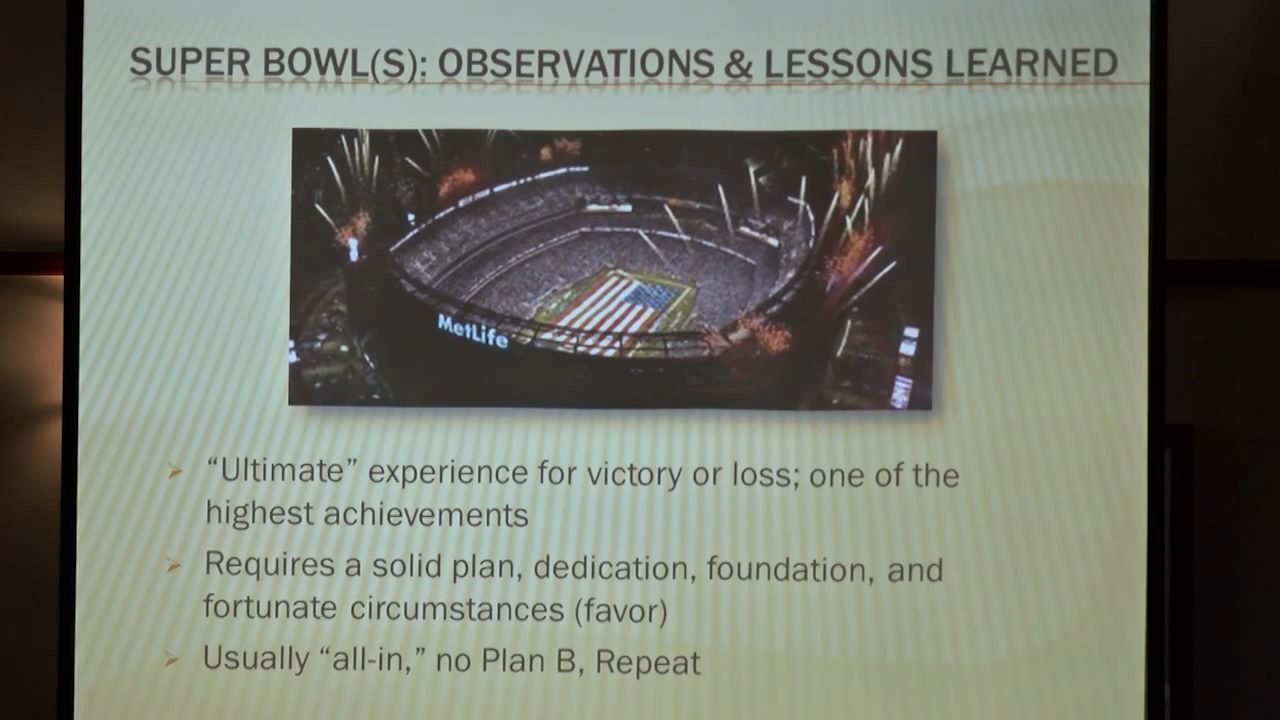 SUPER BOWL(S): OBSERVATIONS & LESSONS LEARNED
MetLife
➢ “Ultimate” experience for victory or loss; one of the
highest achievements
➢ Requires a solid plan, dedication, foundation, and
fortunate circumstances (favor)
➢ Usually “all-in,” no Plan B, Repeat